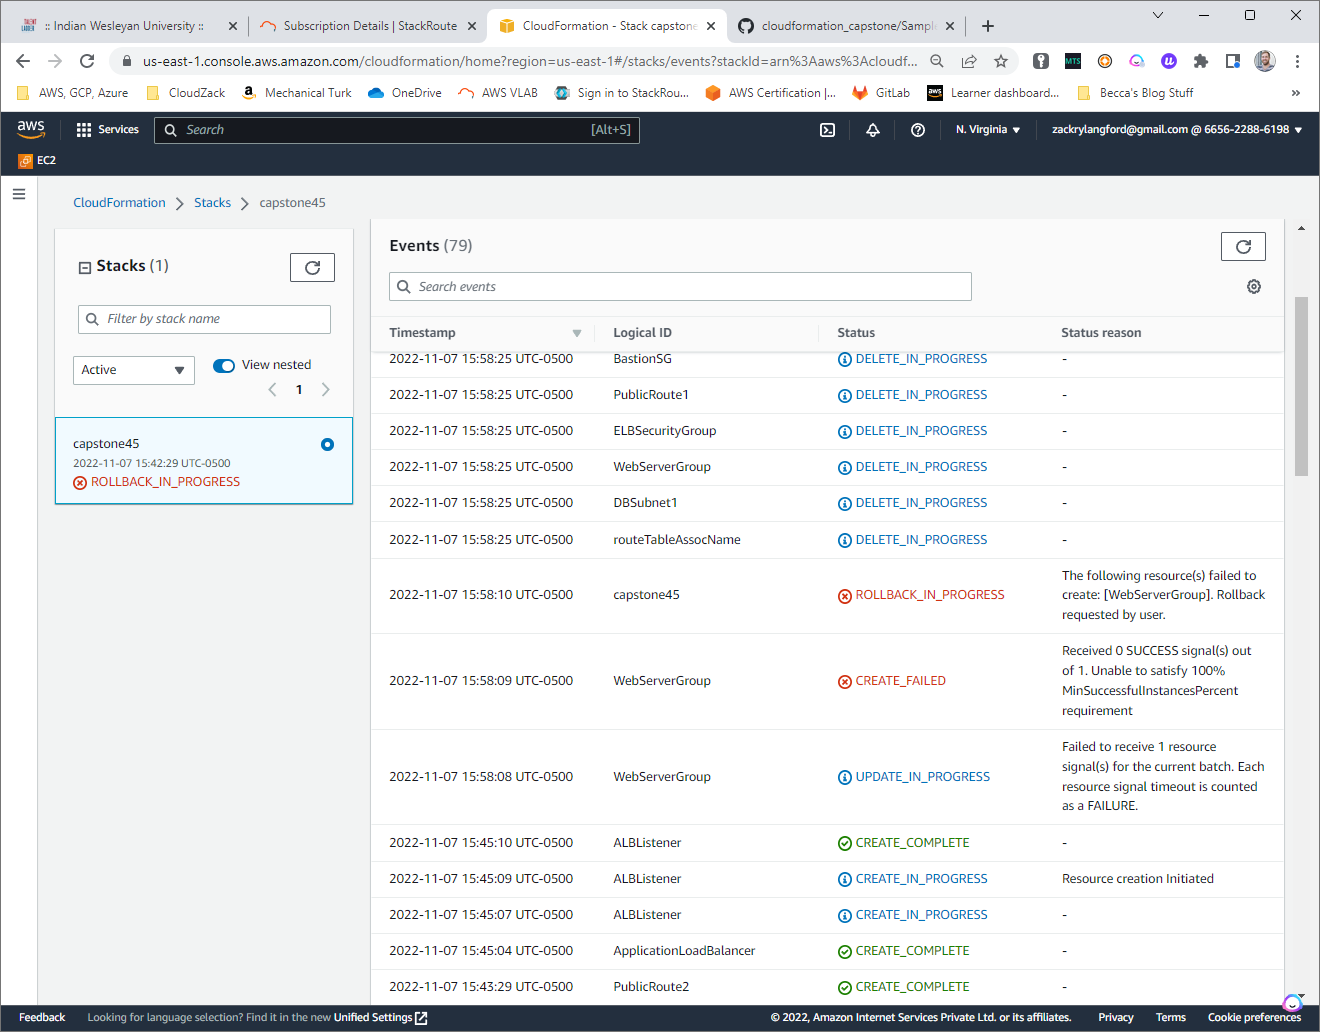 :: Indian Wesleyan University ::
Subscription Details | StackRoute
CloudFormation - Stack capstone
cloudformation_capstone/Sampl
us-east-1.console.aws.amazon.com/cloudformation/home?region=us-east-1#/stacks/events?stackId=arn%3Aaws%3Acloudf...
MTS
AWS, GCP, Azure
CloudZack
Mechanical Turk
OneDrive
AWS VLAB
Sign in to StackRou...
AWS Certification |...
GitLab
Learner dashboard...
Becca's Blog Stuff
aws
Services
Search
[Alt+S]
N. Virginia
zackrylangford@gmail.com @ 6656-2288-6198
EC2
CloudFormation
Stacks
capstone45
Stacks (1)
Filter by stack name
Active
View nested
1
capstone45
2022-11-07 15:42:29 UTC-0500
ROLLBACK_IN_PROGRESS
Events (79)
Search events
Timestamp Logical ID Status Status reason
2022-11-07 15:58:25 UTC-0500 BastionSG DELETE_IN_PROGRESS -
2022-11-07 15:58:25 UTC-0500 PublicRoute1 DELETE_IN_PROGRESS -
2022-11-07 15:58:25 UTC-0500 ELBSecurityGroup DELETE_IN_PROGRESS -
2022-11-07 15:58:25 UTC-0500 WebServerGroup DELETE_IN_PROGRESS -
2022-11-07 15:58:25 UTC-0500 DBSubnet1 DELETE_IN_PROGRESS -
2022-11-07 15:58:25 UTC-0500 routeTableAssocName DELETE_IN_PROGRESS -
2022-11-07 15:58:10 UTC-0500 capstone45 ROLLBACK_IN_PROGRESS
The following resource(s) failed to
create: [WebServerGroup]. Rollback
requested by user.
2022-11-07 15:58:09 UTC-0500 WebServerGroup CREATE_FAILED
Received 0 SUCCESS signal(s) out
of 1. Unable to satisfy 100%
MinSuccessfulInstancesPercent
requirement
2022-11-07 15:58:08 UTC-0500 WebServerGroup UPDATE_IN_PROGRESS
Failed to receive 1 resource
signal(s) for the current batch. Each
resource signal timeout is counted
as a FAILURE.
2022-11-07 15:45:10 UTC-0500 ALBListener CREATE_COMPLETE -
2022-11-07 15:45:09 UTC-0500 ALBListener CREATE_IN_PROGRESS Resource creation Initiated
2022-11-07 15:45:07 UTC-0500 ALBListener CREATE_IN_PROGRESS -
2022-11-07 15:45:04 UTC-0500 ApplicationLoadBalancer CREATE_COMPLETE -
2022-11-07 15:43:29 UTC-0500 PublicRoute2 CREATE_COMPLETE -
Feedback
Looking for language selection? Find it in the new Unified Settings
© 2022, Amazon Internet Services Private Ltd. or its affiliates.
Privacy
Terms
Cookie preferences